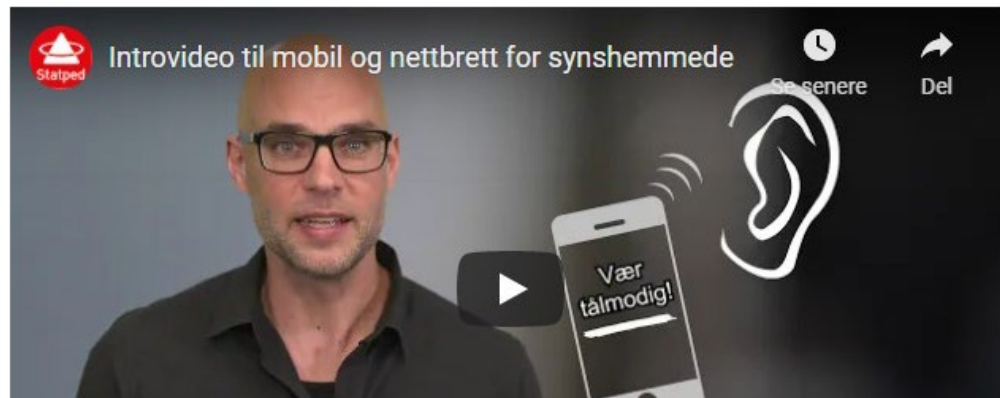 Statped
Introvideo til mobil og nettbrett for synshemmede
Se senere
Del
Vær
tålmodig!